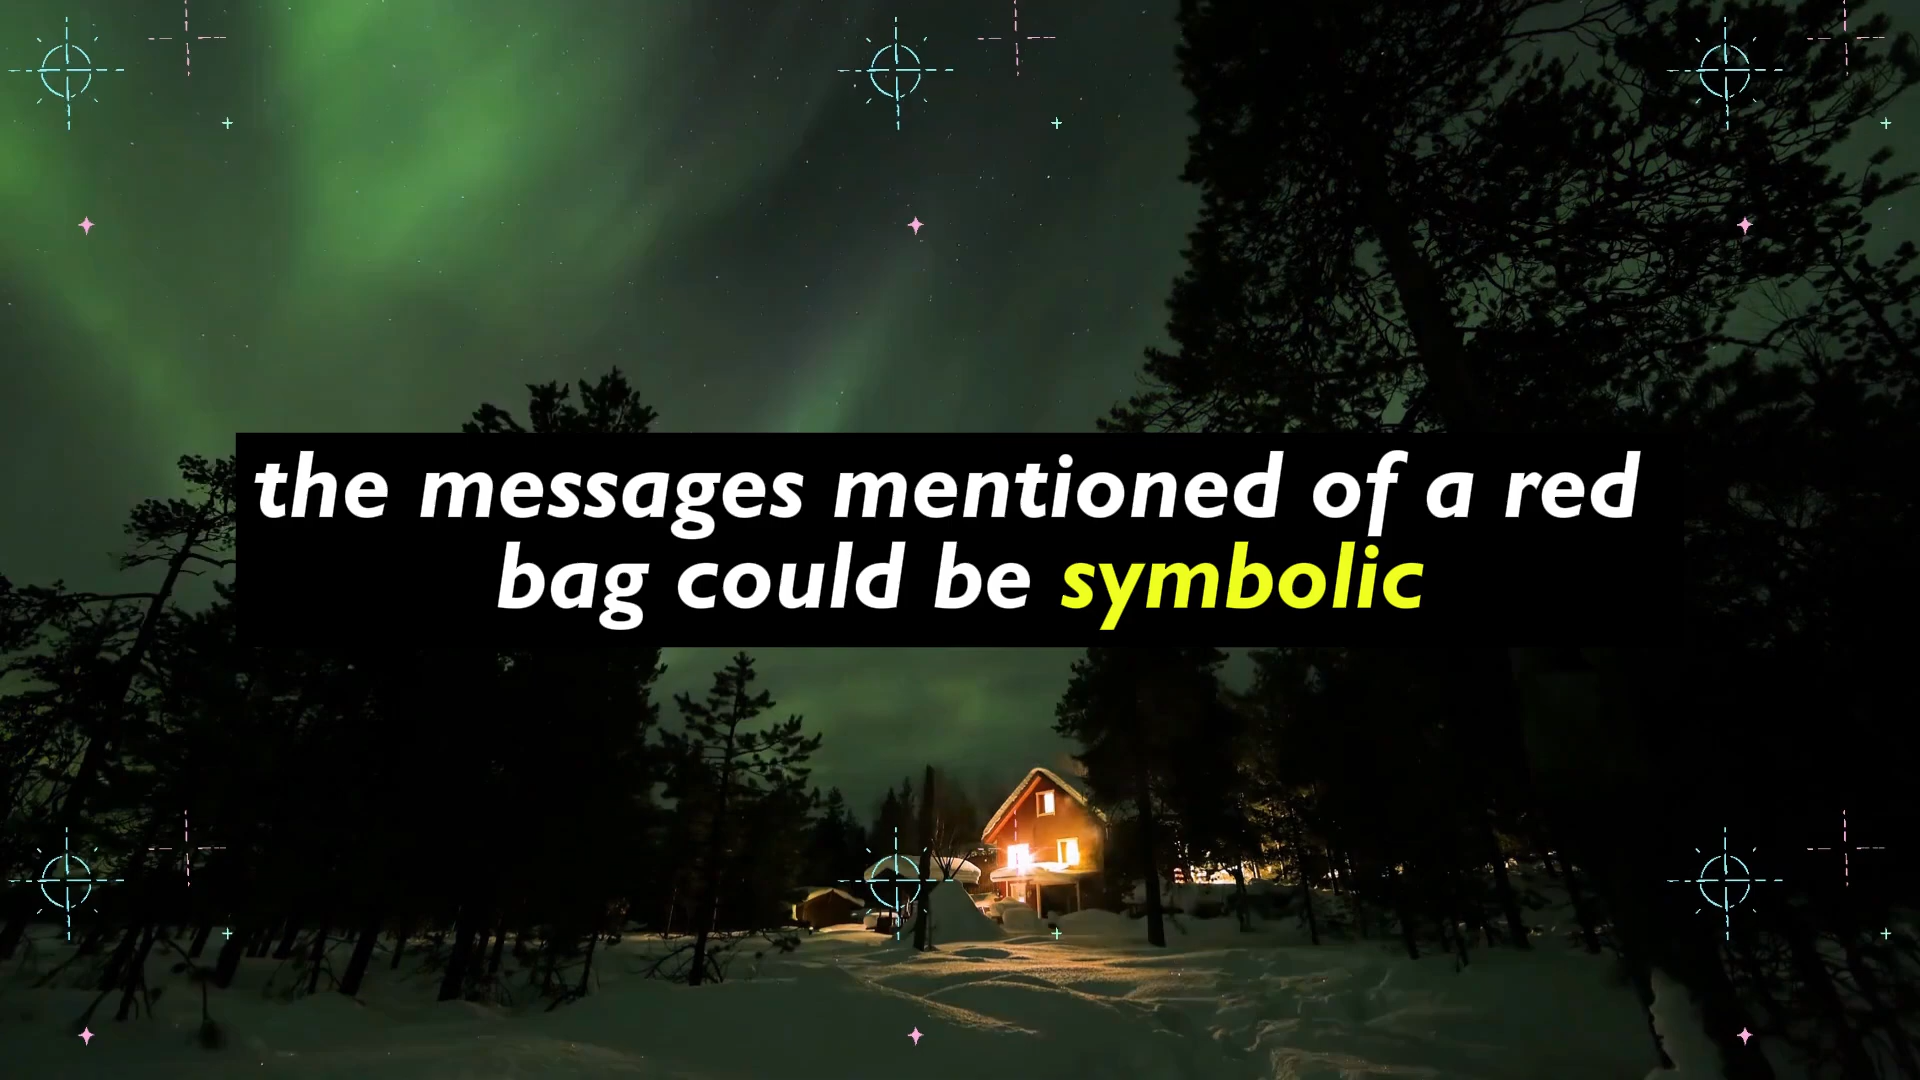 the messages mentioned of a red
bag could be symbolic